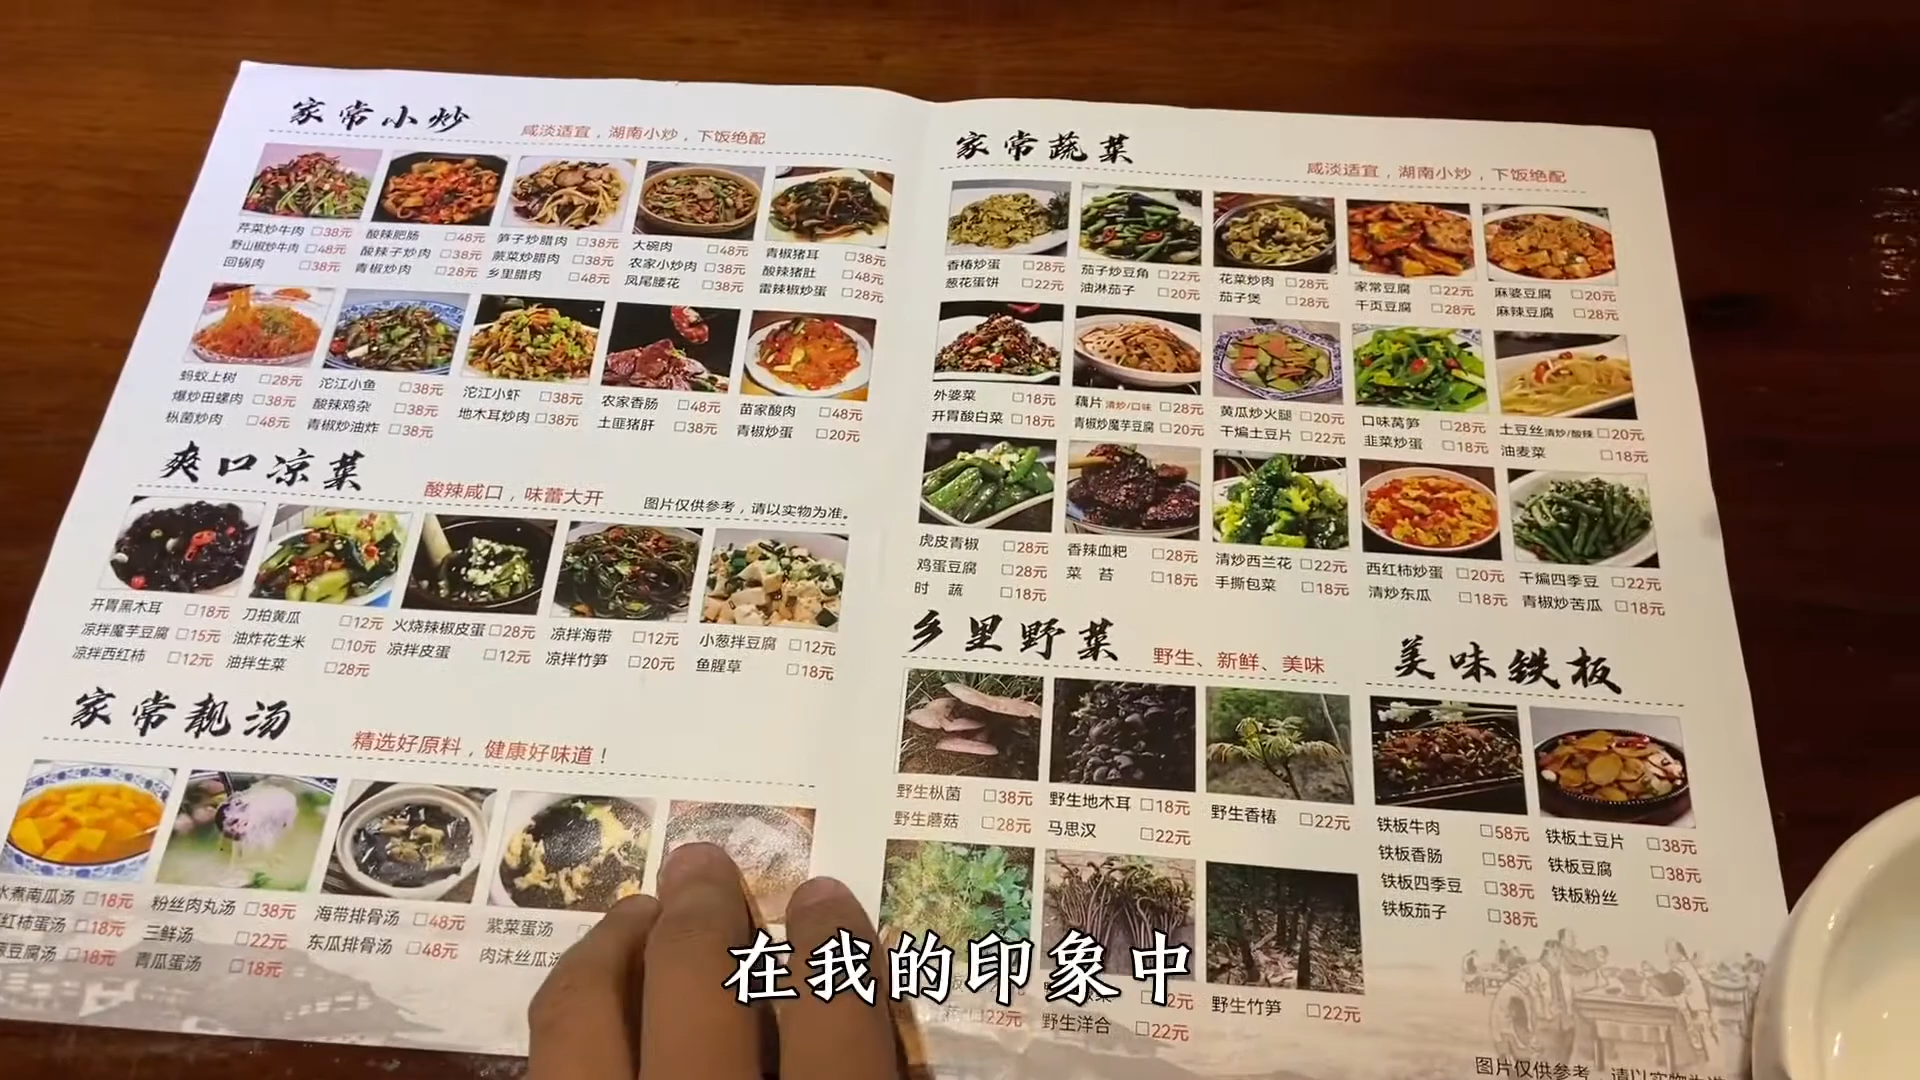 家常小炒
咸淡适宜，湖南小炒，下饭绝配
芹菜炒牛肉 □38元 酸辣肥肠 □48元 笋子炒腊肉 □38元 大碗肉 □48元 青椒猪耳 □38元
野山椒炒牛肉 □48元 酸辣子炒肉 □38元 蕨菜炒腊肉 □38元 农家小炒肉 □38元 酸辣猪肚 □48元
回锅肉 □38元 青椒炒肉 □28元 乡里腊肉 □48元 凤尾腰花 □38元 雷辣椒炒蛋 □28元
蚂蚁上树 □28元 沱江小鱼 □38元 沱江小虾 □38元 农家香肠 □48元 苗家酸肉 □48元
爆炒田螺肉 □38元 酸辣鸡杂 □38元 地木耳炒肉 □38元 土匪猪肝 □38元 青椒炒蛋 □20元
枞菌炒肉 □48元 青椒炒油炸 □38元
爽口凉菜
酸辣咸口，味蕾大开
图片仅供参考，请以实物为准。
开胃黑木耳 □18元 刀拍黄瓜 □12元 火烧辣椒皮蛋 □28元 凉拌海带 □12元 小葱拌豆腐 □12元
凉拌魔芋豆腐 □15元 油炸花生米 □10元 凉拌皮蛋 □12元 凉拌竹笋 □20元 鱼腥草 □18元
凉拌西红柿 □12元 油拌生菜 □28元
家常靓汤
精选好原料，健康好味道！
水煮南瓜汤 □18元 粉丝肉丸汤 □38元 海带排骨汤 □48元 紫菜蛋汤
红柿蛋汤 □18元 三鲜汤 □22元 东瓜排骨汤 □48元 肉沫丝瓜汤
豆腐汤 □18元 青瓜蛋汤 □18元
家常蔬菜
咸淡适宜，湖南小炒，下饭绝配
香椿炒蛋 □28元 茄子炒豆角 □22元 花菜炒肉 □28元 家常豆腐 □22元 麻婆豆腐 □20元
葱花蛋饼 □22元 油淋茄子 □20元 茄子煲 □28元 千页豆腐 □28元 麻辣豆腐 □28元
外婆菜 □18元 藕片清炒/口味 □28元 黄瓜炒火腿 □20元 口味莴笋 □28元 土豆丝清炒/酸辣 □20元
开胃酸白菜 □18元 青椒炒魔芋豆腐 □20元 干煸土豆片 □22元 韭菜炒蛋 □18元 油麦菜 □18元
虎皮青椒 □28元 香辣血粑 □28元 清炒西兰花 □22元 西红柿炒蛋 □20元 干煸四季豆 □22元
鸡蛋豆腐 □28元 菜苔 □18元 手撕包菜 □18元 清炒东瓜 □18元 青椒炒苦瓜 □18元
时蔬 □18元
乡里野菜
野生、新鲜、美味
野生枞菌 □38元 野生地木耳 □18元 野生香椿 □22元
野生蘑菇 □28元 马思汉 □22元
22元 野生竹笋 □22元
22元 野生洋合 □22元
美味铁板
铁板牛肉 □58元 铁板土豆片 □38元
铁板香肠 □58元 铁板豆腐 □38元
铁板四季豆 □38元 铁板粉丝 □38元
铁板茄子 □38元
图片仅供参考，请以实物为准
在我的印象中